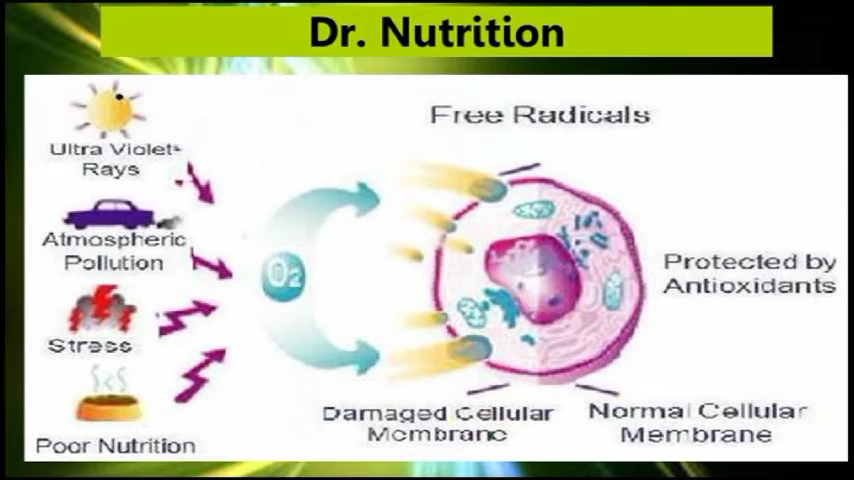 Dr. Nutrition
Free Radicals
Ultra Violet
Rays
Atmospheric
Pollution
Stress
Poor Nutrition
O2
Protected by
Antioxidants
Damaged Cellular
Membrane
Normal Cellular
Membrane